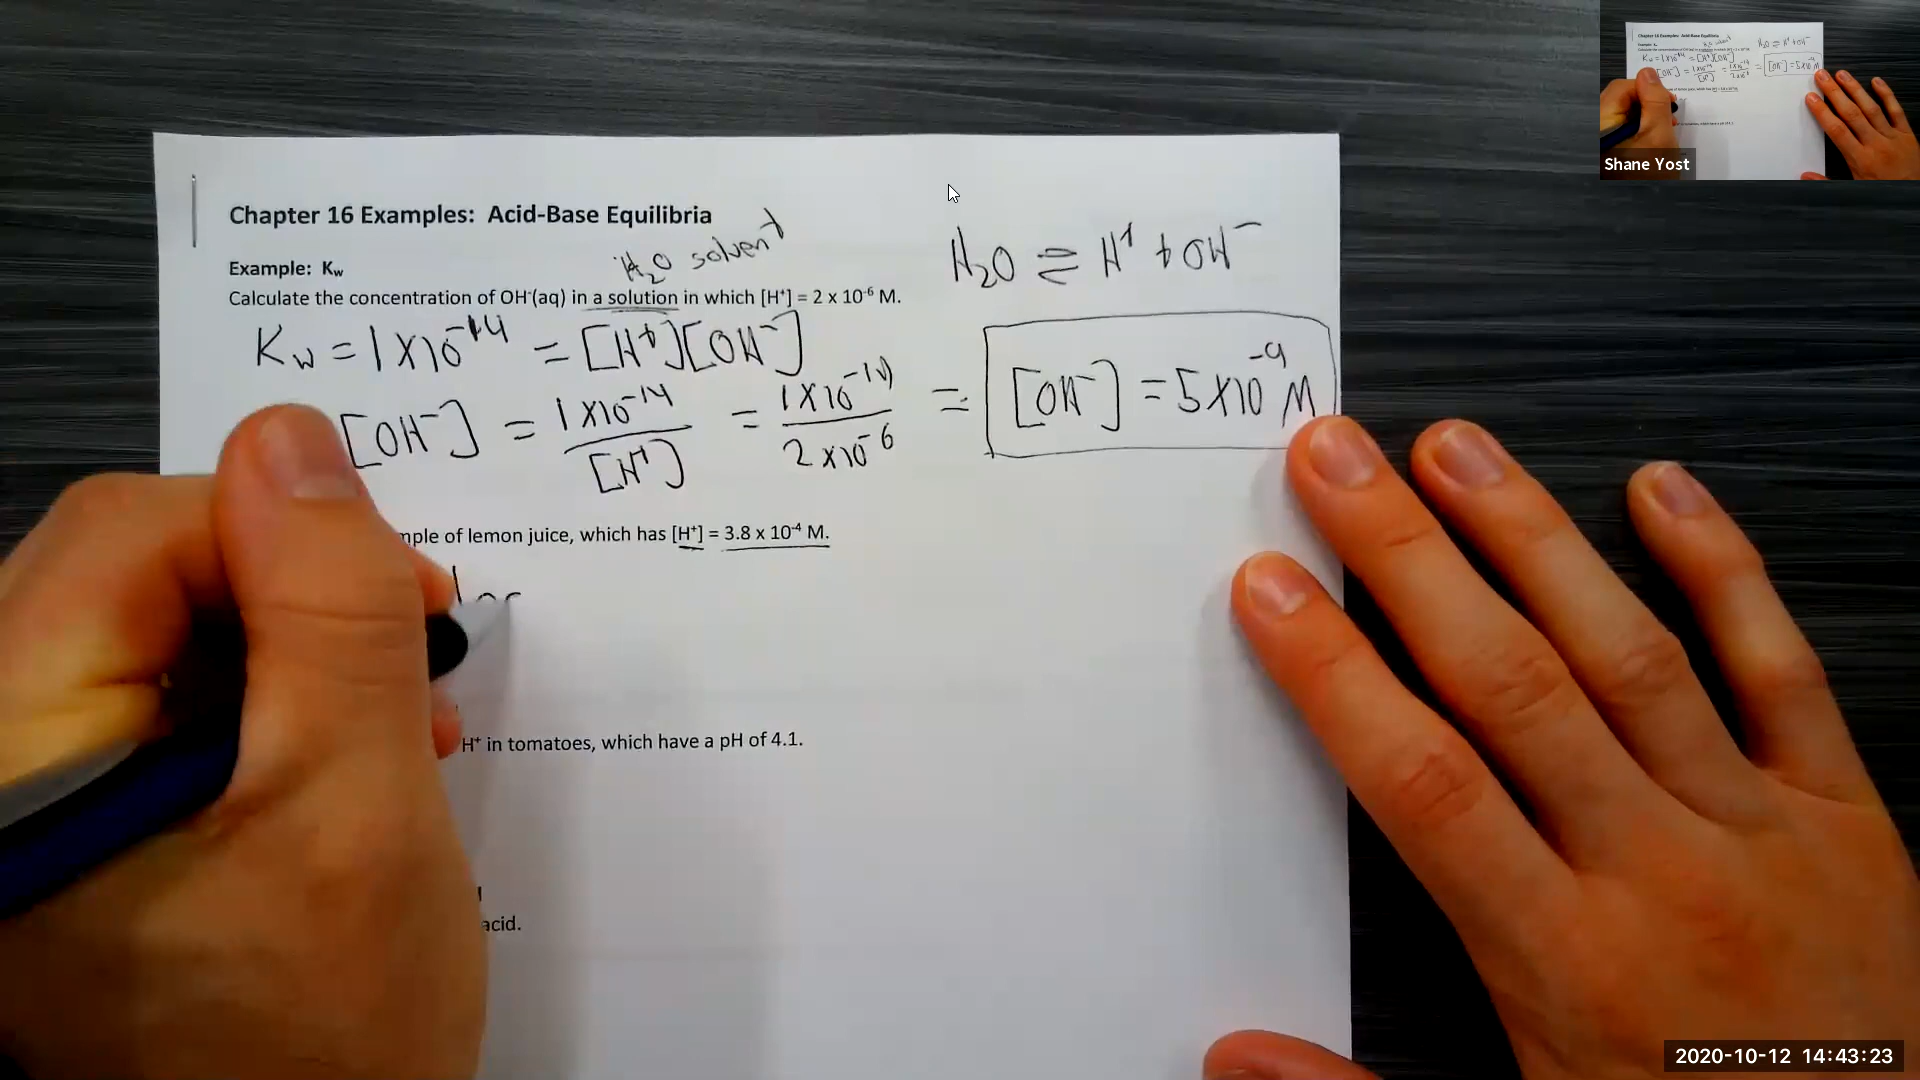 Chapter 16 Examples: Acid-Base Equilibria
H₂O solvent
H₂O ⇌ H⁺ + OH⁻
Example: Kw
Calculate the concentration of OH⁻(aq) in a solution in which [H⁺] = 2 x 10⁻⁶ M.
Kw = 1 x 10⁻¹⁴ = [H⁺][OH⁻]
[OH⁻] = 1 x 10⁻¹⁴ / [H⁺] = 1 x 10⁻¹⁴ / 2 x 10⁻⁶ = [OH⁻] = 5 x 10⁻⁹ M
of lemon juice, which has [H⁺] = 3.8 x 10⁻⁴ M.
H⁺ in tomatoes, which have a pH of 4.1.
acid.
Shane Yost
2020-10-12 14:43:23